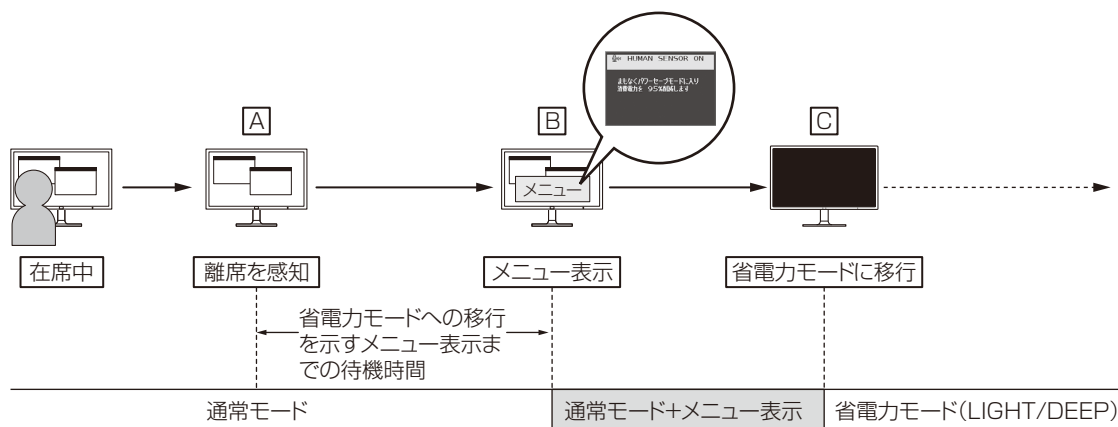 HUMAN SENSOR ON
まもなくパワーセーブモードに入り
消費電力を 95%削減します
A
B
C
メニュー
在席中
離席を感知
メニュー表示
省電力モードに移行
省電力モードへの移行
を示すメニュー表示ま
での待機時間
通常モード
通常モード+メニュー表示
省電力モード(LIGHT/DEEP)